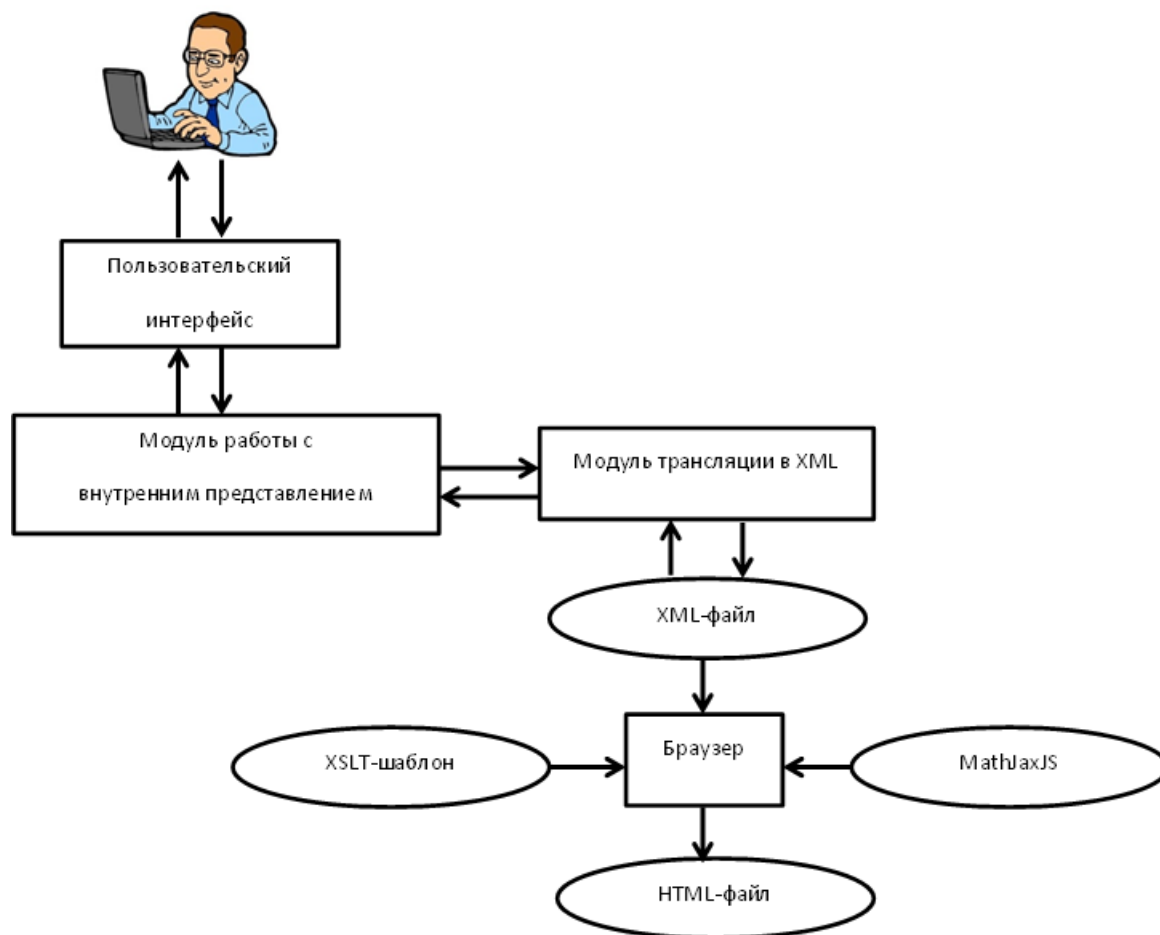 Пользовательский
интерфейс
Модуль работы с
внутренним представлением
Модуль трансляции в XML
XML-файл
Браузер
XSLT-шаблон
MathJaxJS
HTML-файл